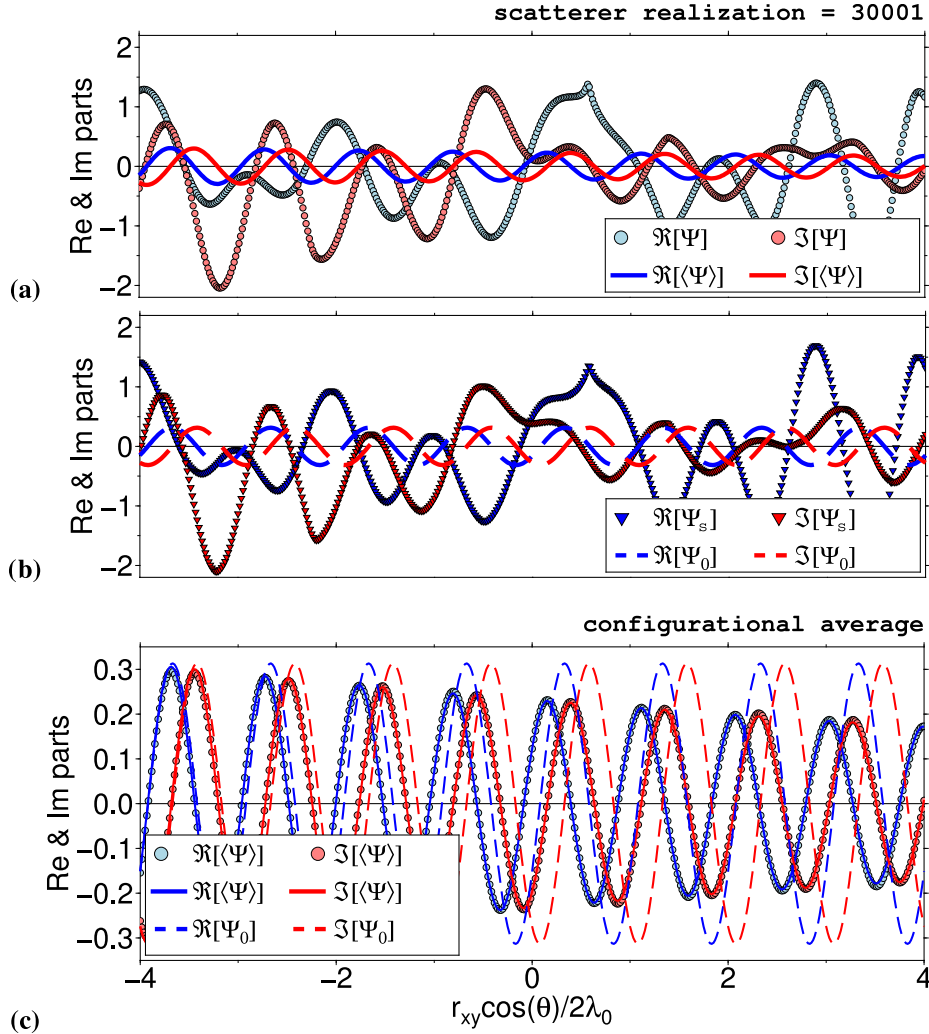 scatterer realization = 30001
2
1
0
−1
−2
Re & Im parts
(a)
ℜ[Ψ] ℑ[Ψ]
ℜ[⟨Ψ⟩] ℑ[⟨Ψ⟩]
2
1
0
−1
−2
Re & Im parts
(b)
ℜ[Ψs] ℑ[Ψs]
ℜ[Ψ0] ℑ[Ψ0]
configurational average
0.3
0.2
0.1
0.0
−0.1
−0.2
−0.3
Re & Im parts
ℜ[⟨Ψ⟩] ℑ[⟨Ψ⟩]
ℜ[⟨Ψ⟩] ℑ[⟨Ψ⟩]
ℜ[Ψ0] ℑ[Ψ0]
−4 −2 0 2 4
rxycos(θ)/2λ0
(c)